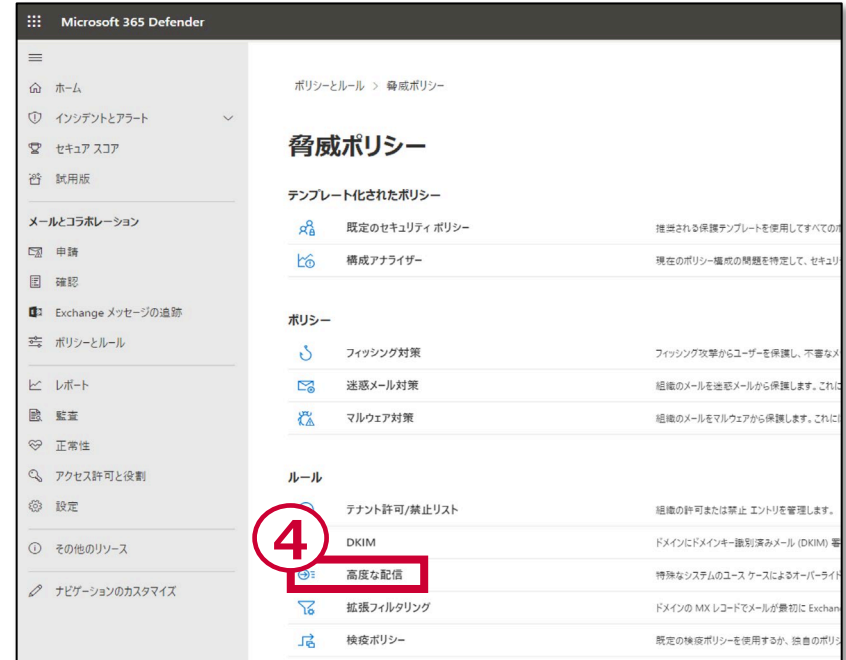 Microsoft 365 Defender
ホーム
インシデントとアラート
セキュア スコア
試用版
メールとコラボレーション
申請
確認
Exchange メッセージの追跡
ポリシーとルール
レポート
監査
正常性
アクセス許可と役割
設定
その他のリソース
ナビゲーションのカスタマイズ
ポリシーとルール > 脅威ポリシー
脅威ポリシー
テンプレート化されたポリシー
既定のセキュリティ ポリシー 推奨される保護テンプレートを使用してすべての
構成アナライザー 現在のポリシー構成の問題を特定して、セキュリ
ポリシー
フィッシング対策 フィッシング攻撃からユーザーを保護し、不審な
迷惑メール対策 組織のメールを迷惑メールから保護します。これ
マルウェア対策 組織のメールをマルウェアから保護します。これに
ルール
テナント許可/禁止リスト 組織の許可または禁止 エントリを管理します。
④
DKIM ドメインにドメインキー識別済みメール (DKIM) 署
高度な配信 特殊なシステムのユース ケースによるオーバーライド
拡張フィルタリング ドメインの MX レコードでメールが最初に Exchan
検疫ポリシー 既定の検疫ポリシーを使用するか、独自のポリシ